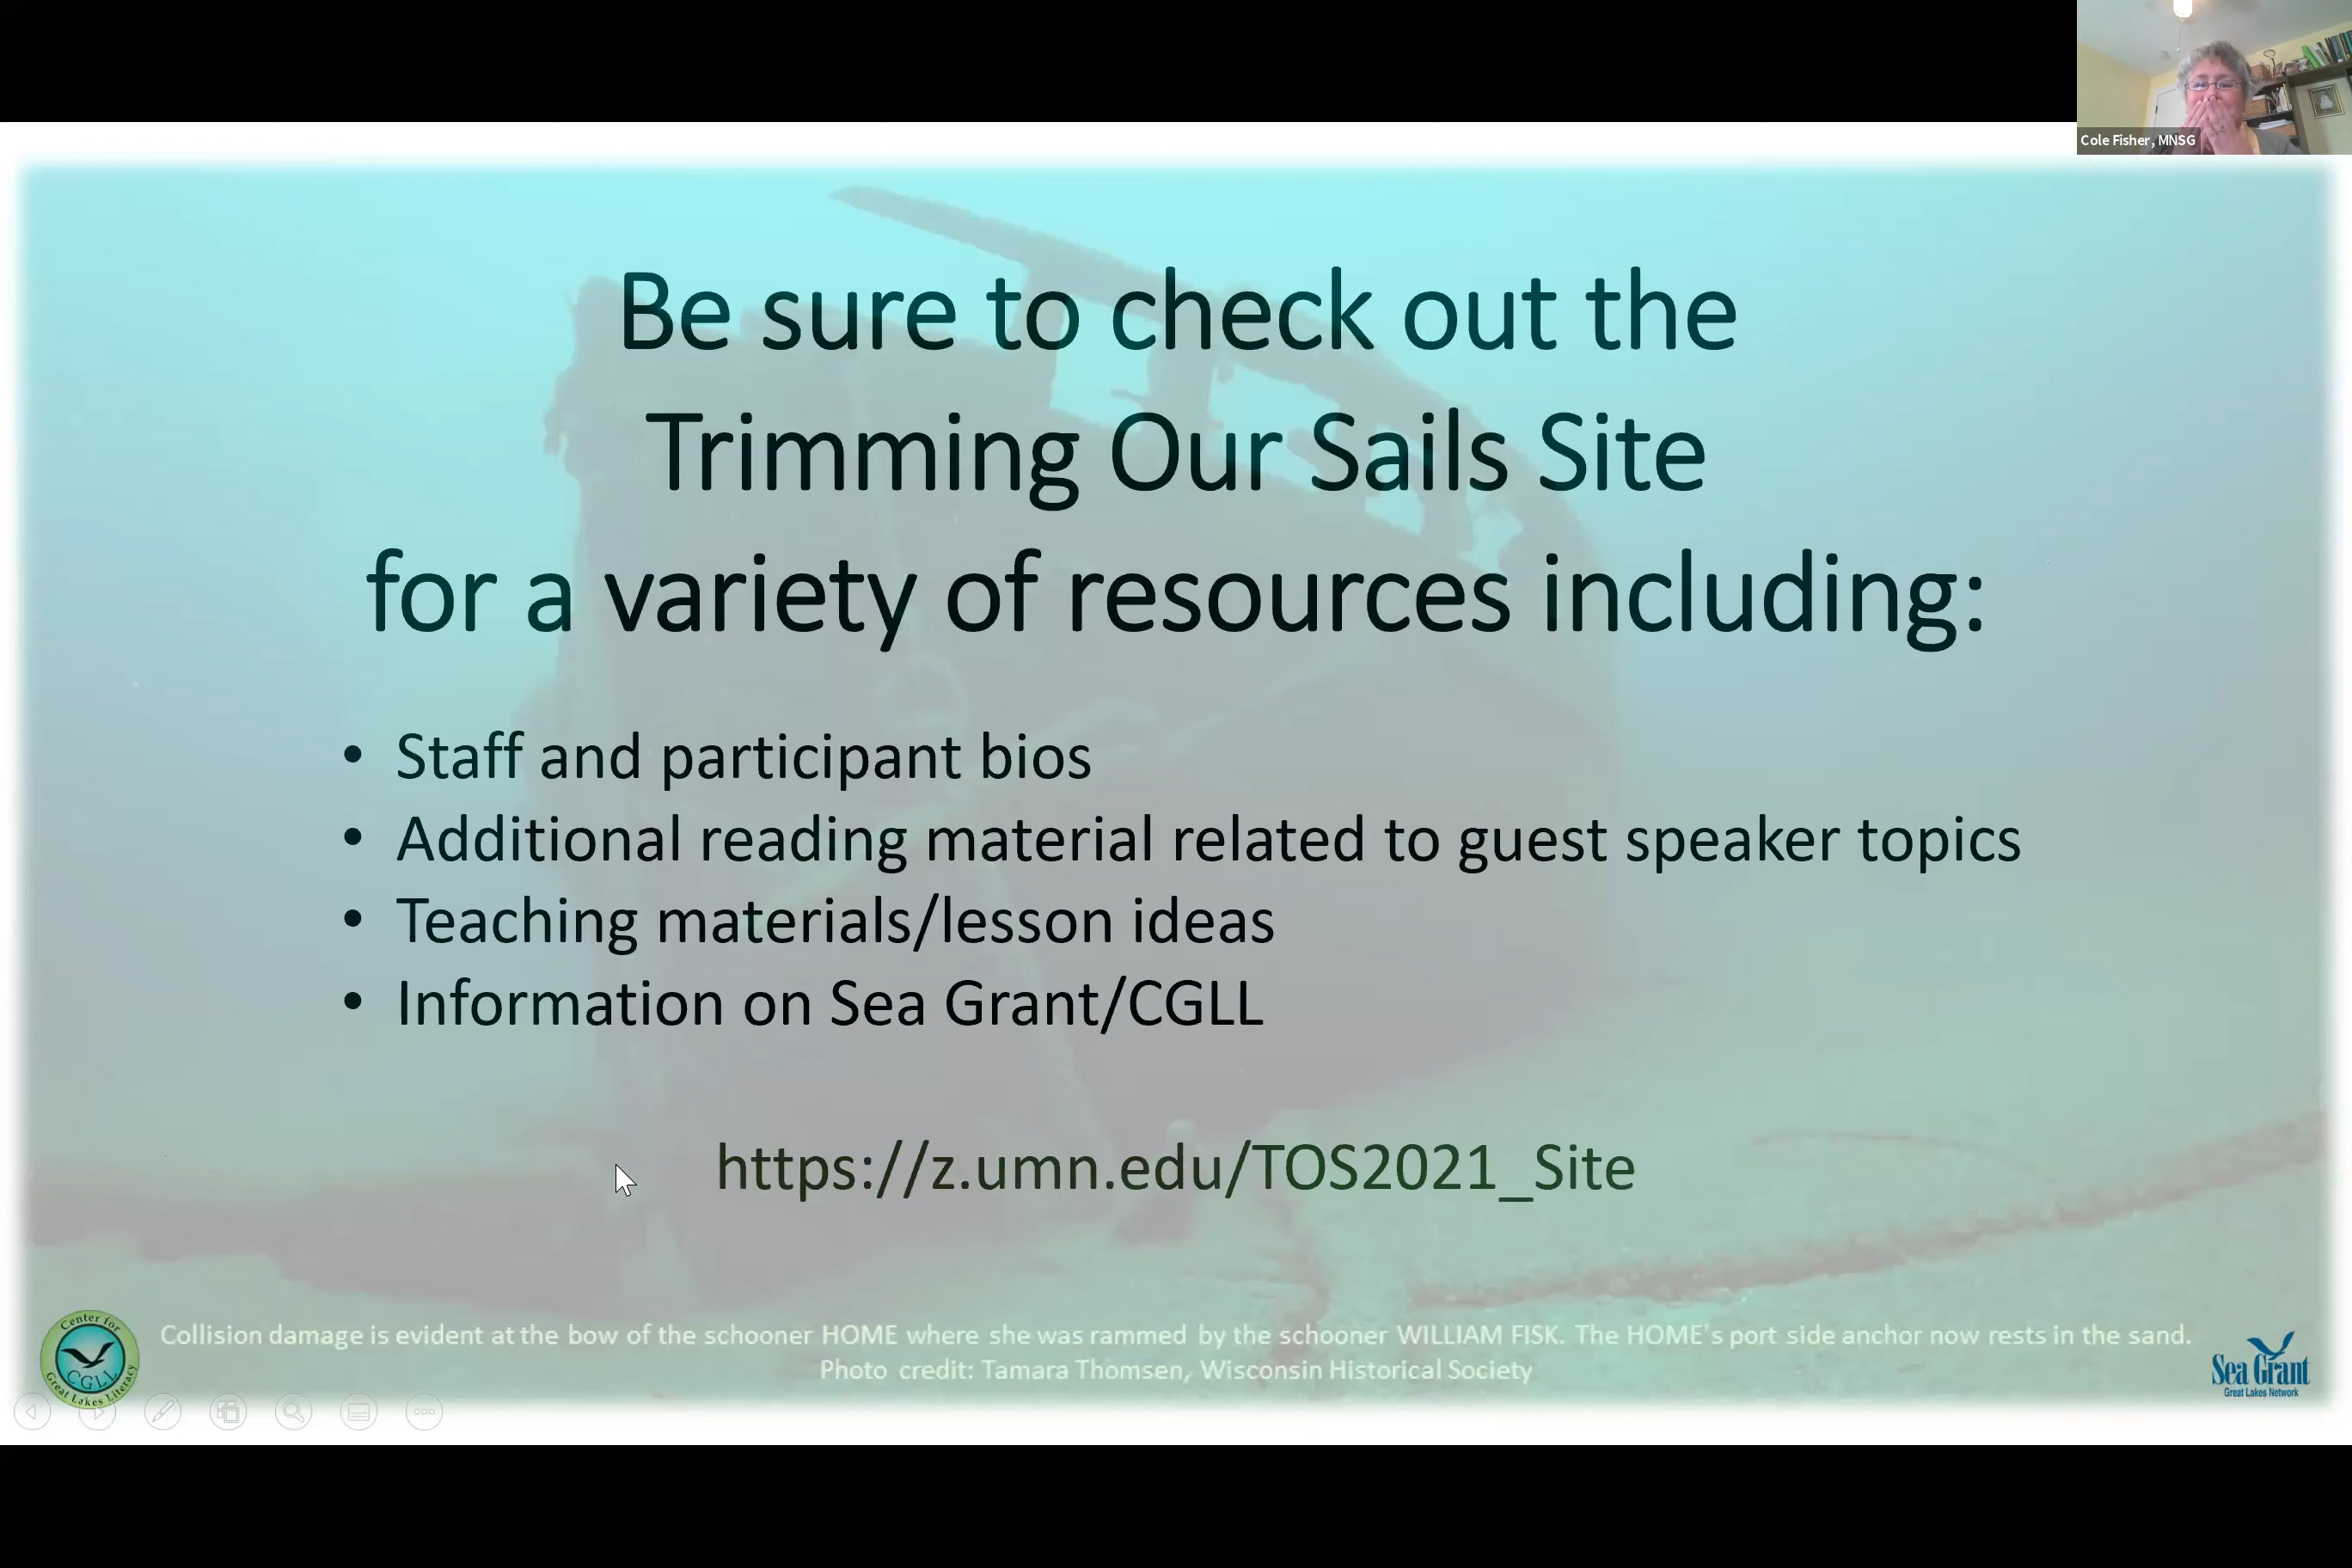 Cole Fisher, MNSG
Be sure to check out the
Trimming Our Sails Site
for a variety of resources including:
• Staff and participant bios
• Additional reading material related to guest speaker topics
• Teaching materials/lesson ideas
• Information on Sea Grant/CGLL
https://z.umn.edu/TOS2021_Site
Collision damage is evident at the bow of the schooner HOME where she was rammed by the schooner WILLIAM FISK. The HOME's port side anchor now rests in the sand.
Photo credit: Tamara Thomsen, Wisconsin Historical Society
Center for
CGLL
Great Lakes Literacy
Sea Grant
Great Lakes Network